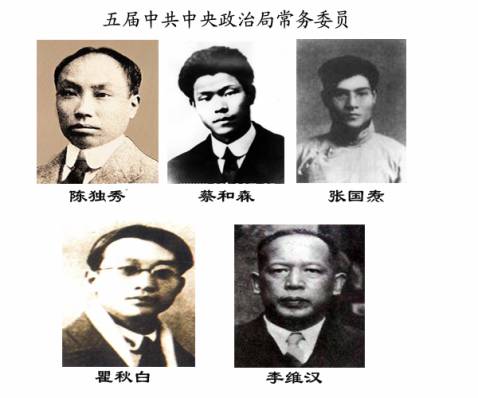 五届中共中央政治局常务委员
陈独秀
蔡和森
张国焘
瞿秋白
李维汉